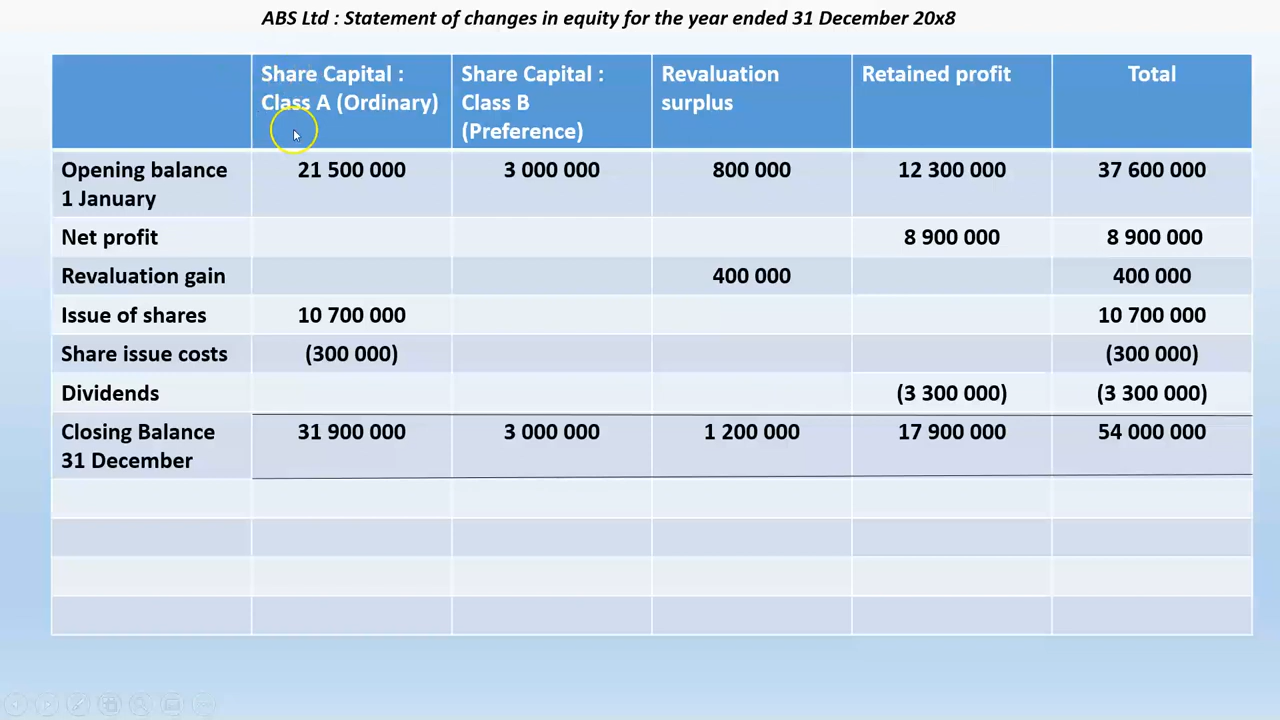 ABS Ltd : Statement of changes in equity for the year ended 31 December 20x8
Share Capital : Class A (Ordinary) Share Capital : Class B (Preference) Revaluation surplus Retained profit Total
Opening balance 1 January 21 500 000 3 000 000 800 000 12 300 000 37 600 000
Net profit 8 900 000 8 900 000
Revaluation gain 400 000 400 000
Issue of shares 10 700 000 10 700 000
Share issue costs (300 000) (300 000)
Dividends (3 300 000) (3 300 000)
Closing Balance 31 December 31 900 000 3 000 000 1 200 000 17 900 000 54 000 000